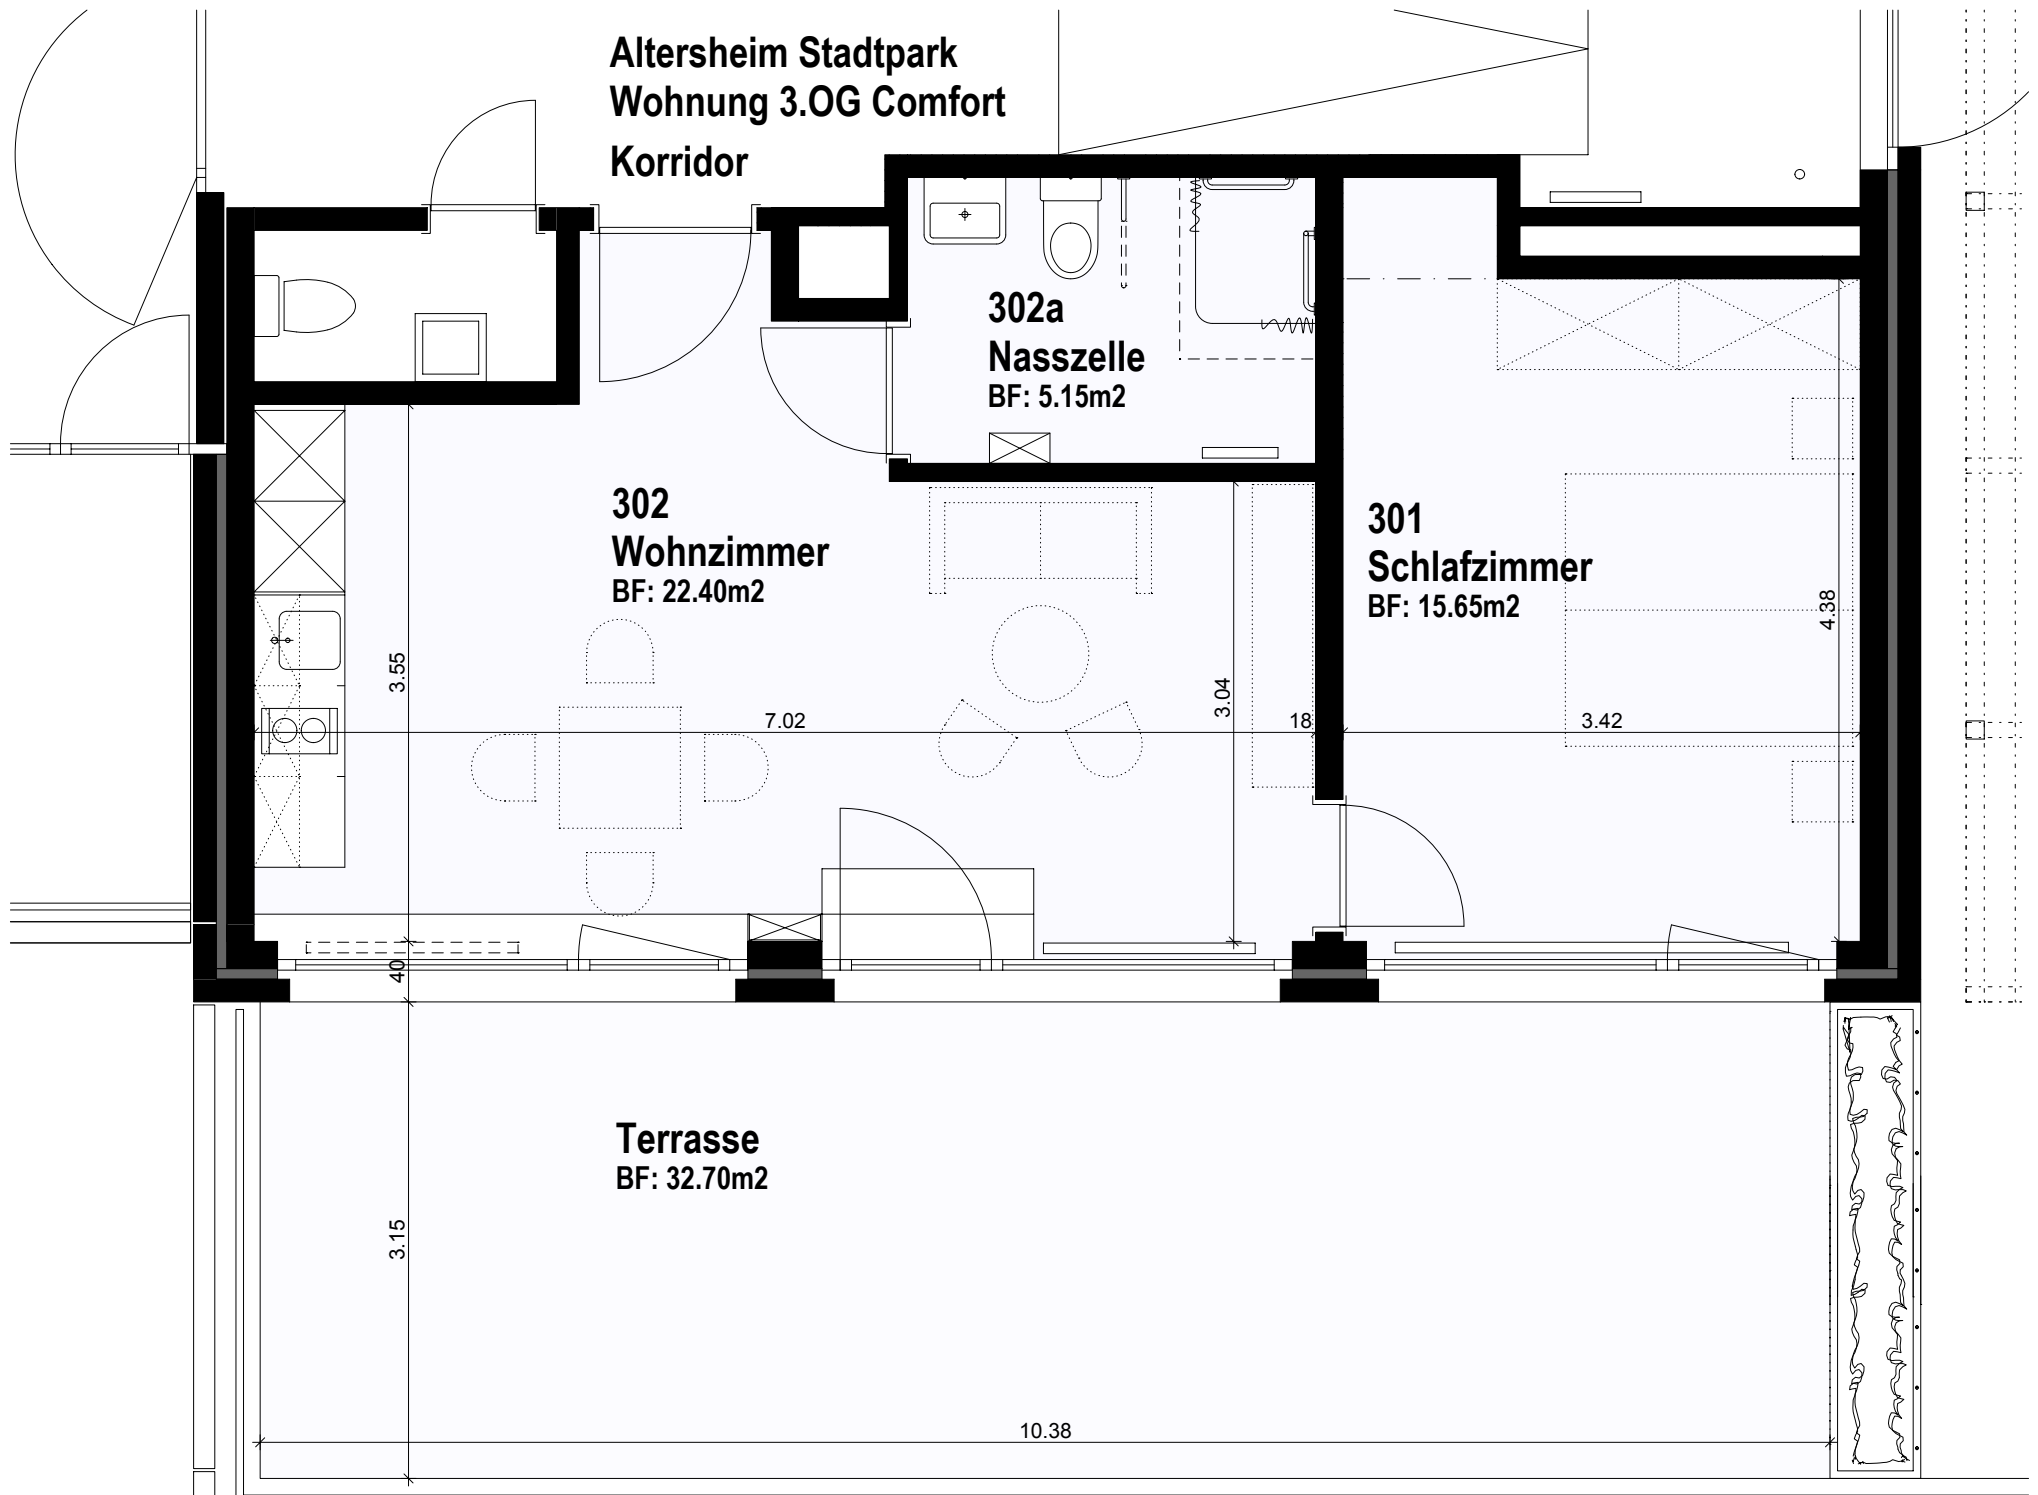 Altersheim Stadtpark
Wohnung 3.OG Comfort
Korridor
302a
Nasszelle
BF: 5.15m2
302
Wohnzimmer
BF: 22.40m2
301
Schlafzimmer
BF: 15.65m2
4.38
3.55
3.04
7.02
18
3.42
40
Terrasse
BF: 32.70m2
3.15
10.38